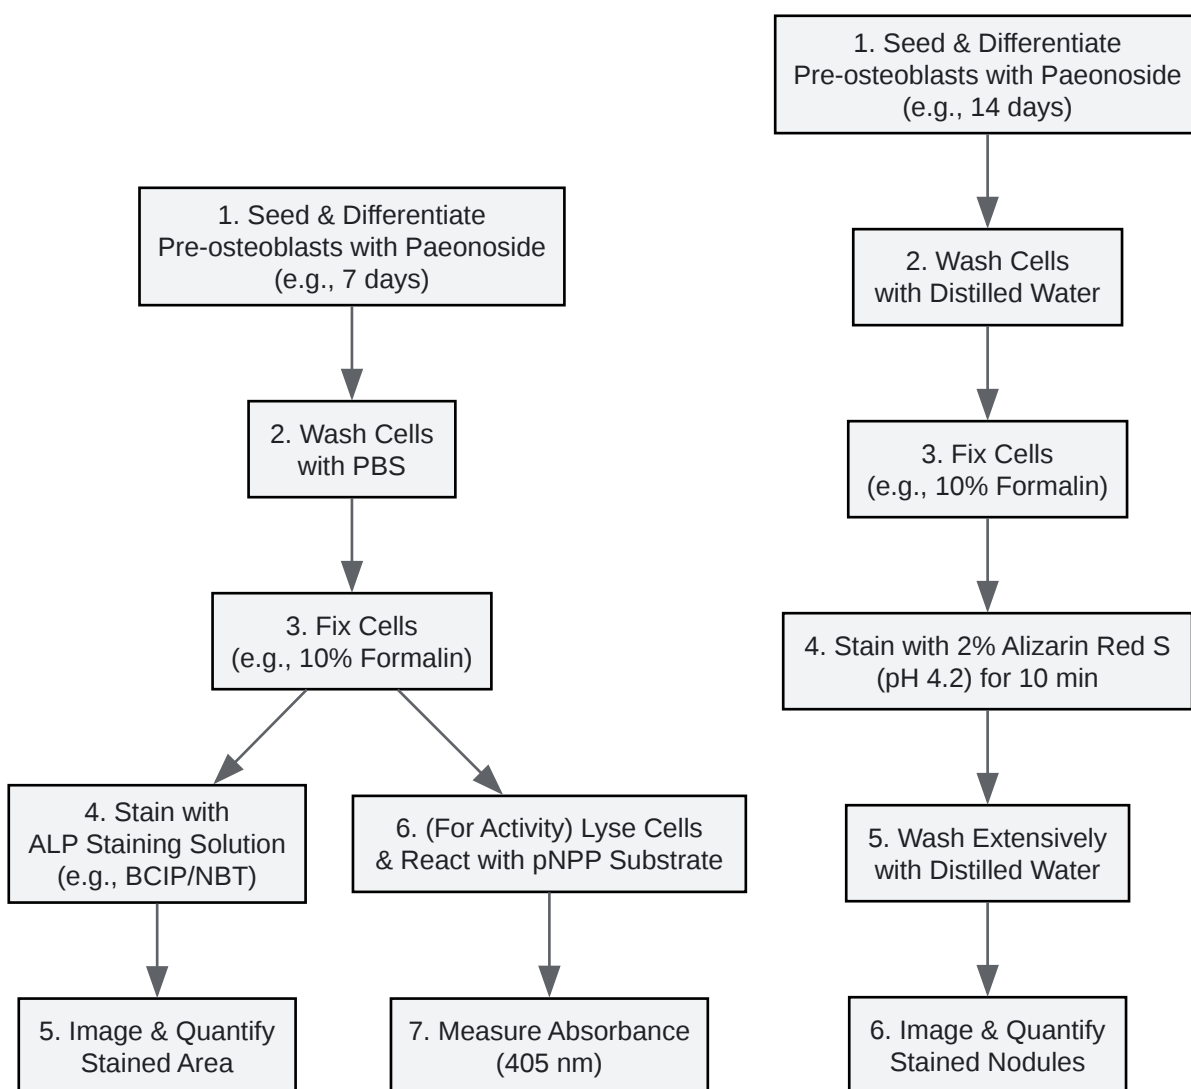 1. Seed & Differentiate
Pre-osteoblasts with Paeonoside
(e.g., 7 days)
2. Wash Cells
with PBS
3. Fix Cells
(e.g., 10% Formalin)
4. Stain with
ALP Staining Solution
(e.g., BCIP/NBT)
5. Image & Quantify
Stained Area
6. (For Activity) Lyse Cells
& React with pNPP Substrate
7. Measure Absorbance
(405 nm)
1. Seed & Differentiate
Pre-osteoblasts with Paeonoside
(e.g., 14 days)
2. Wash Cells
with Distilled Water
3. Fix Cells
(e.g., 10% Formalin)
4. Stain with 2% Alizarin Red S
(pH 4.2) for 10 min
5. Wash Extensively
with Distilled Water
6. Image & Quantify
Stained Nodules